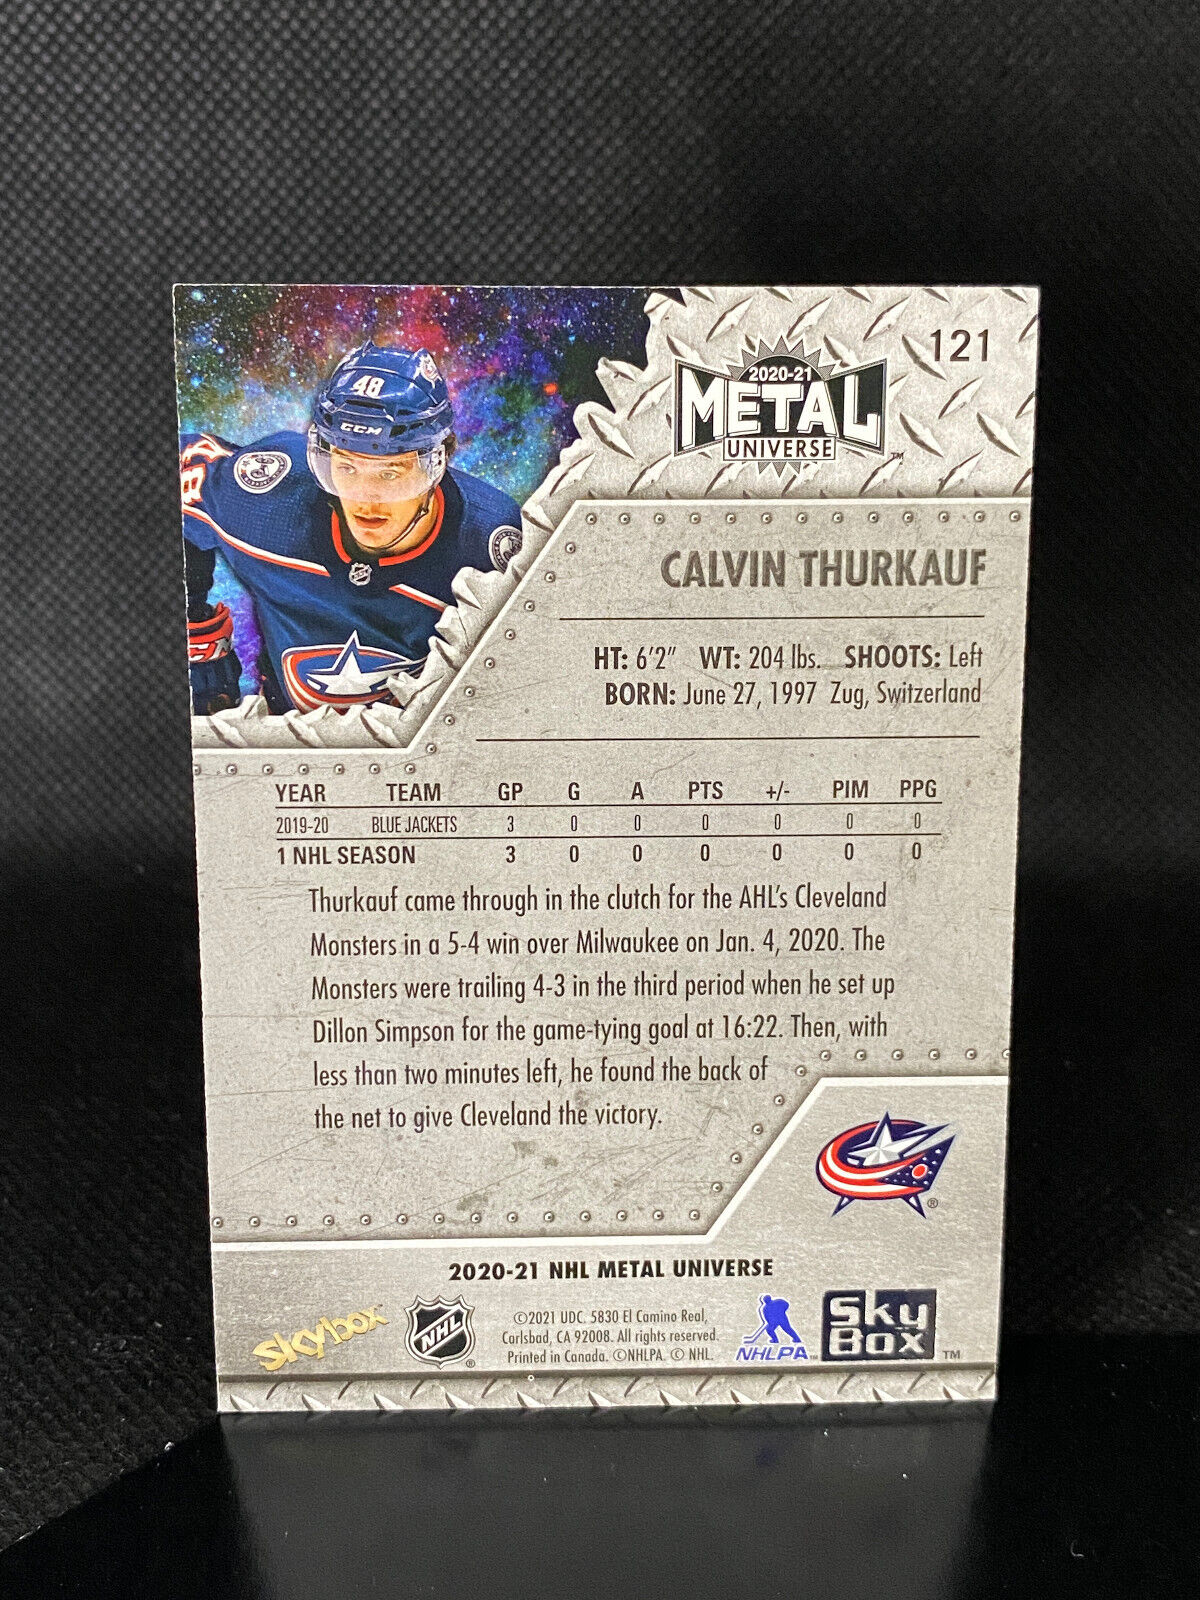 121
2020-21
METAL
UNIVERSE
™
48
CCM
48
CALVIN THURKAUF
HT: 6'2" WT: 204 lbs. SHOOTS: Left
BORN: June 27, 1997 Zug, Switzerland
YEAR TEAM GP G A PTS +/- PIM PPG
2019-20 BLUE JACKETS 3 0 0 0 0 0 0
1 NHL SEASON 3 0 0 0 0 0 0
Thurkauf came through in the clutch for the AHL's Cleveland
Monsters in a 5-4 win over Milwaukee on Jan. 4, 2020. The
Monsters were trailing 4-3 in the third period when he set up
Dillon Simpson for the game-tying goal at 16:22. Then, with
less than two minutes left, he found the back of
the net to give Cleveland the victory.
®
2020-21 NHL METAL UNIVERSE
skybox™
NHL ®
©2021 UDC. 5830 El Camino Real,
Carlsbad, CA 92008. All rights reserved.
Printed in Canada. ©NHLPA. © NHL.
NHLPA™
Sky
Box ™